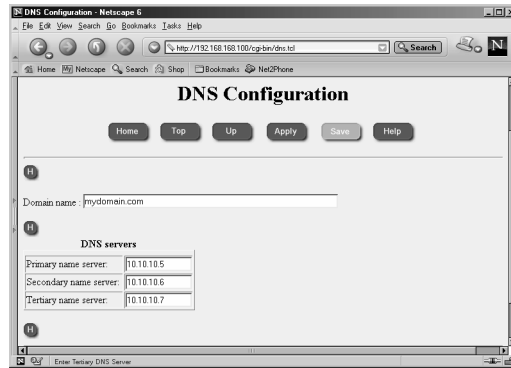 DNS Configuration - Netscape 6
File Edit View Search Go Bookmarks Tasks Help
http://192.168.168.100/cgi-bin/dns.tcl Search N
Home My Netscape Search Shop Bookmarks Net2Phone
DNS Configuration
Home Top Up Apply Save Help
H
Domain name : mydomain.com
H
DNS servers
Primary name server: 10.10.10.5
Secondary name server: 10.10.10.6
Tertiary name server: 10.10.10.7
H
Enter Tertiary DNS Server